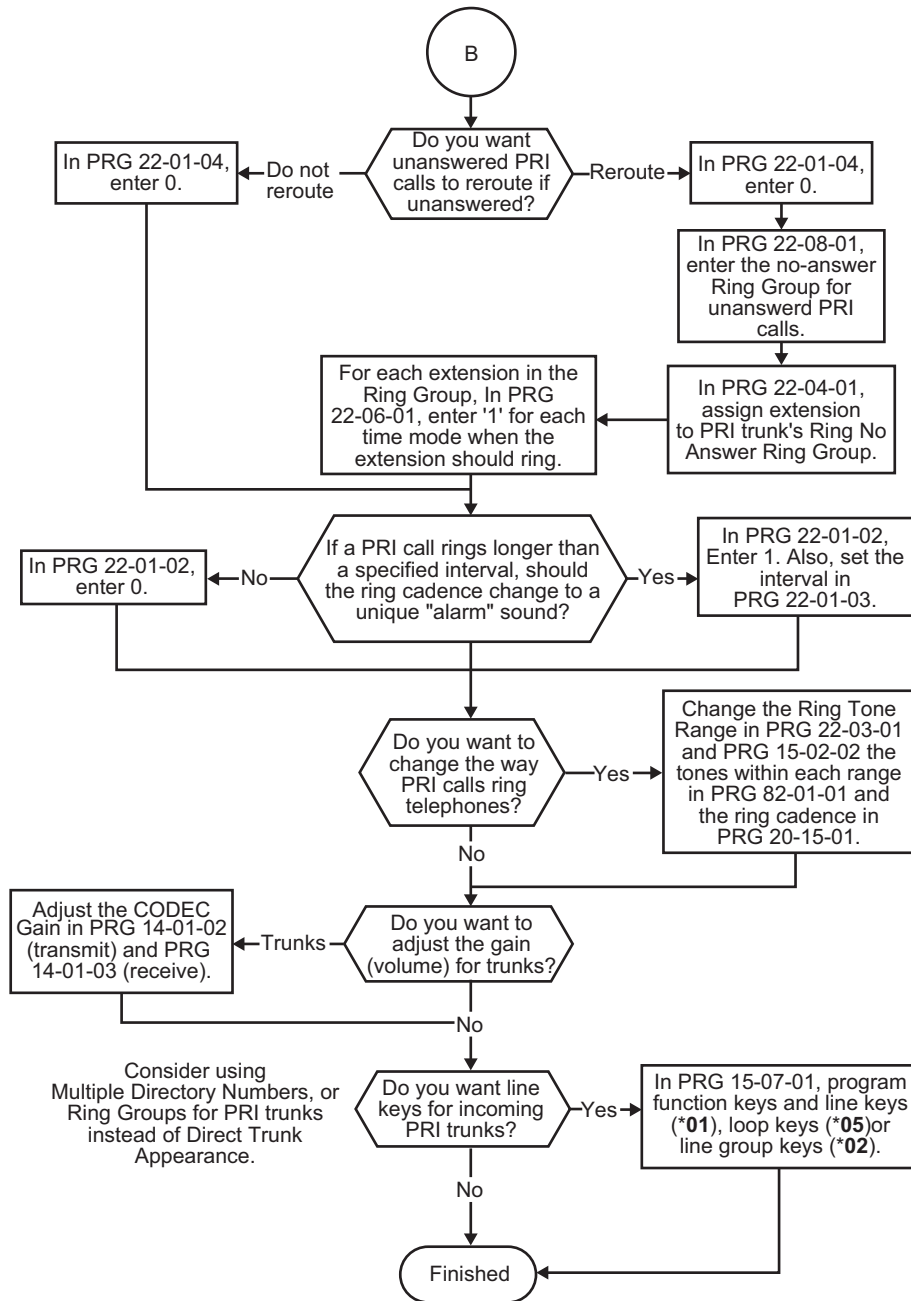 B
Do you want
unanswered PRI
calls to reroute if
unanswered?
Do not
reroute
In PRG 22-01-04,
enter 0.
Reroute
In PRG 22-01-04,
enter 0.
In PRG 22-08-01,
enter the no-answer
Ring Group for
unanswerd PRI
calls.
In PRG 22-04-01,
assign extension
to PRI trunk's Ring No
Answer Ring Group.
For each extension in the
Ring Group, In PRG
22-06-01, enter '1' for each
time mode when the
extension should ring.
If a PRI call rings longer than
a specified interval, should
the ring cadence change to a
unique "alarm" sound?
No
In PRG 22-01-02,
enter 0.
Yes
In PRG 22-01-02,
Enter 1. Also, set the
interval in
PRG 22-01-03.
Do you want to
change the way
PRI calls ring
telephones?
Yes
Change the Ring Tone
Range in PRG 22-03-01
and PRG 15-02-02 the
tones within each range
in PRG 82-01-01 and
the ring cadence in
PRG 20-15-01.
No
Do you want to
adjust the gain
(volume) for trunks?
Trunks
Adjust the CODEC
Gain in PRG 14-01-02
(transmit) and PRG
14-01-03 (receive).
No
Consider using
Multiple Directory Numbers, or
Ring Groups for PRI trunks
instead of Direct Trunk
Appearance.
Do you want line
keys for incoming
PRI trunks?
Yes
In PRG 15-07-01, program
function keys and line keys
(*01), loop keys (*05)or
line group keys (*02).
No
Finished